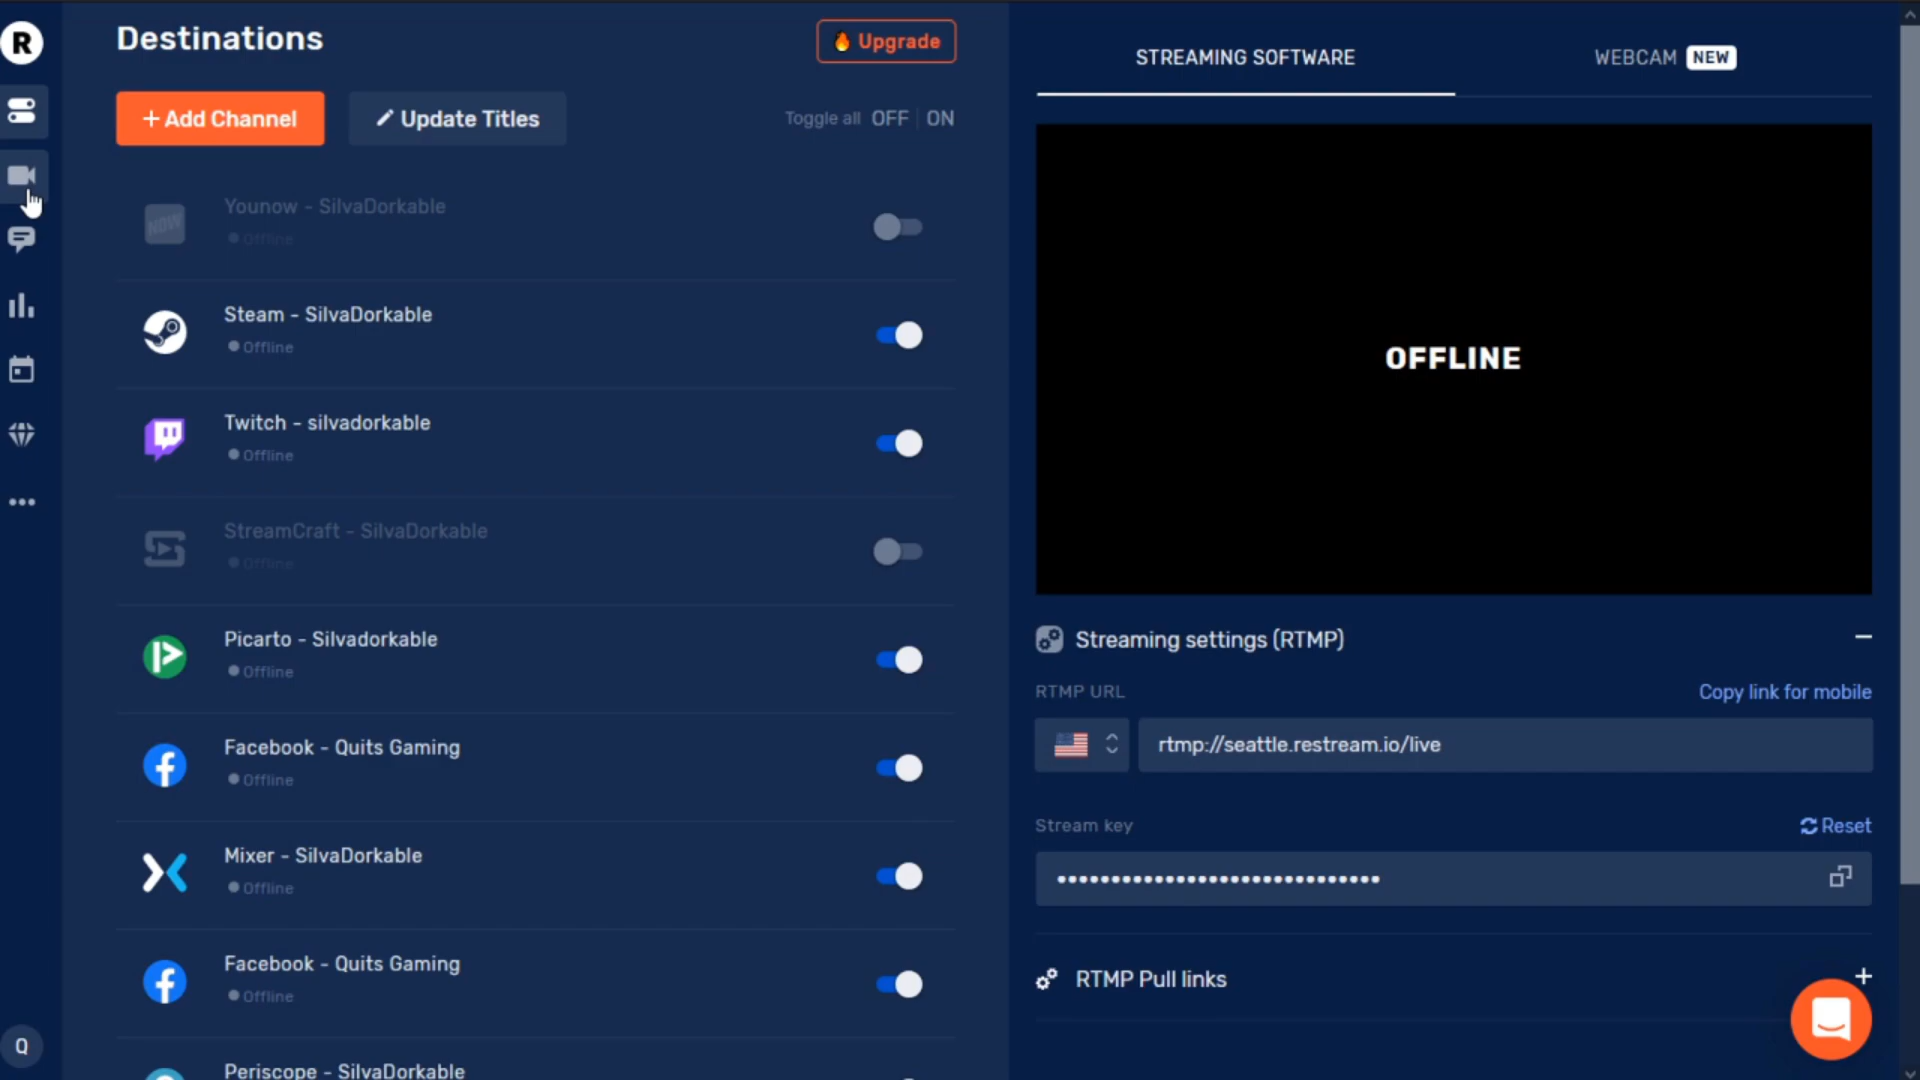 R
Destinations
🔥 Upgrade
+ Add Channel
Update Titles
Toggle all OFF | ON
NOW
Younow - SilvaDorkable
Offline
Steam - SilvaDorkable
Offline
Twitch - silvadorkable
Offline
StreamCraft - SilvaDorkable
Offline
Picarto - Silvadorkable
Offline
Facebook - Quits Gaming
Offline
Mixer - SilvaDorkable
Offline
Facebook - Quits Gaming
Offline
Periscope - SilvaDorkable
Q
STREAMING SOFTWARE
WEBCAM NEW
OFFLINE
Streaming settings (RTMP)
RTMP URL
Copy link for mobile
rtmp://seattle.restream.io/live
Stream key
Reset
••••••••••••••••••••••••••••••
RTMP Pull links